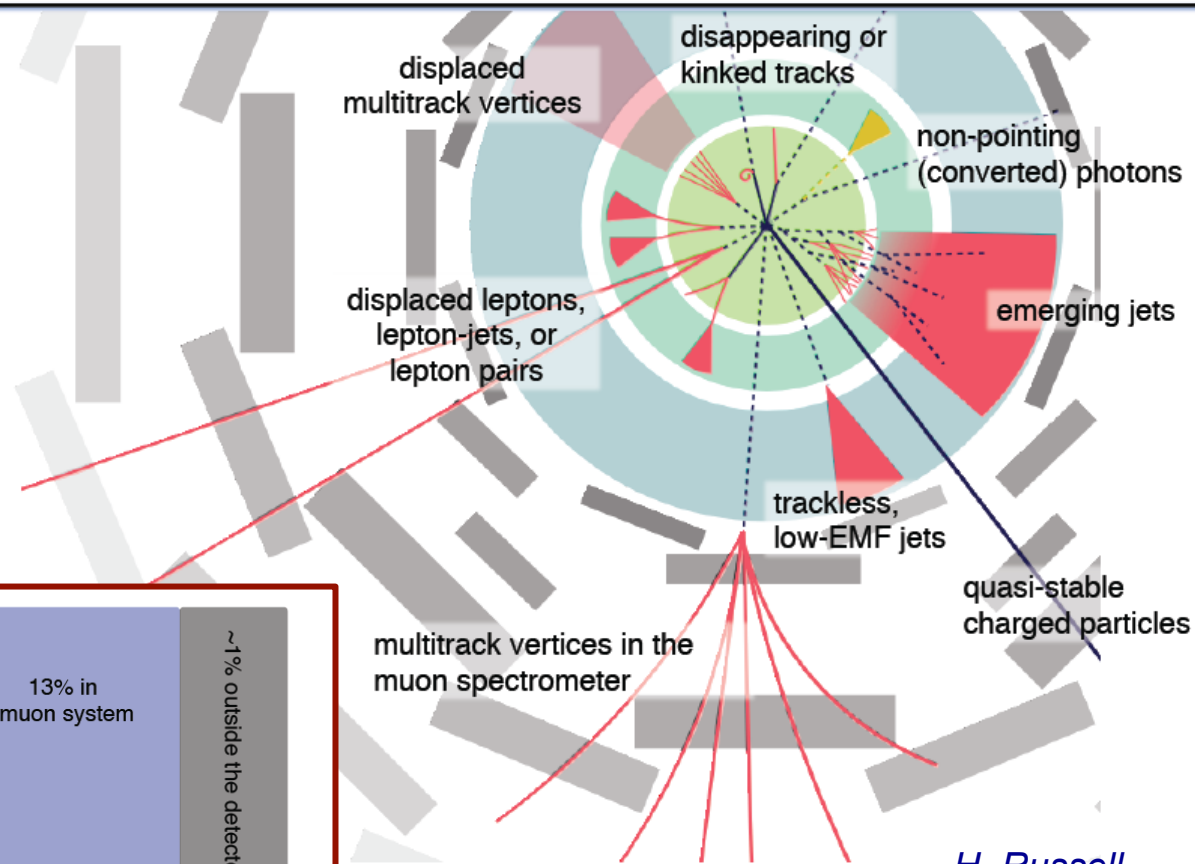 disappearing or
kinked tracks
displaced
multitrack vertices
non-pointing
(converted) photons
displaced leptons,
lepton-jets, or
lepton pairs
emerging jets
trackless,
low-EMF jets
quasi-stable
charged particles
multitrack vertices in the
muon spectrometer
13% in
muon system
~1% outside the
H. Russell